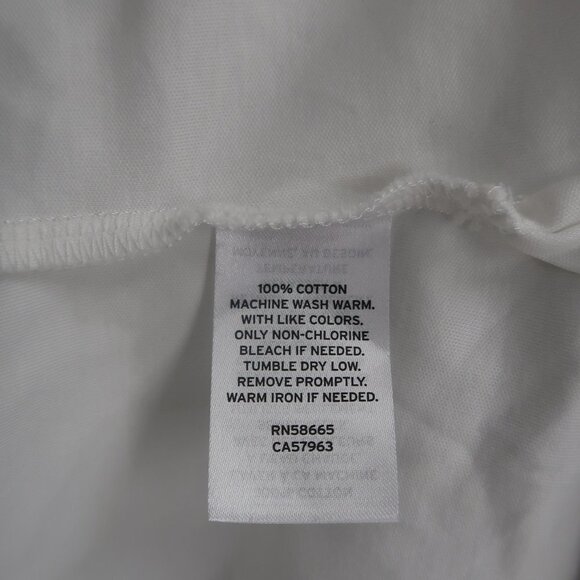 100% COTTON
MACHINE WASH WARM.
WITH LIKE COLORS.
ONLY NON-CHLORINE
BLEACH IF NEEDED.
TUMBLE DRY LOW.
REMOVE PROMPTLY.
WARM IRON IF NEEDED.
RN58665
CA57963